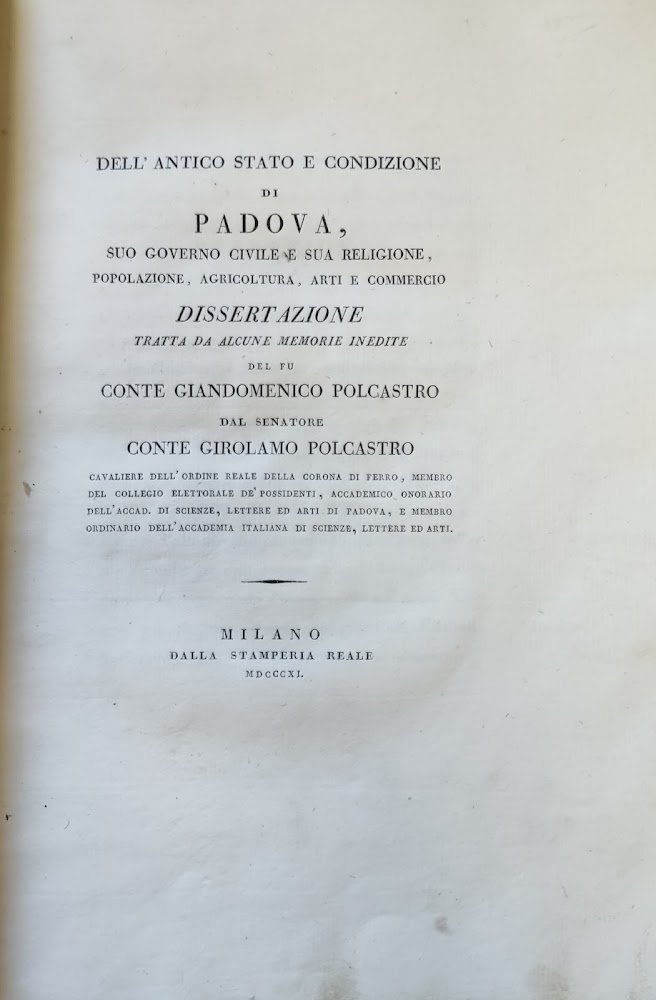 DELL' ANTICO STATO E CONDIZIONE
DI
PADOVA,
SUO GOVERNO CIVILE E SUA RELIGIONE,
POPOLAZIONE, AGRICOLTURA, ARTI E COMMERCIO
DISSERTAZIONE
TRATTA DA ALCUNE MEMORIE INEDITE
DEL FU
CONTE GIANDOMENICO POLCASTRO
DAL SENATORE
CONTE GIROLAMO POLCASTRO
CAVALIERE DELL'ORDINE REALE DELLA CORONA DI FERRO, MEMBRO
DEL COLLEGIO ELETTORALE DE' POSSIDENTI, ACCADEMICO ONORARIO
DELL'ACCAD. DI SCIENZE, LETTERE ED ARTI DI PADOVA, E MEMBRO
ORDINARIO DELL'ACCADEMIA ITALIANA DI SCIENZE, LETTERE ED ARTI.
MILANO
DALLA STAMPERIA REALE
MDCCCXI.